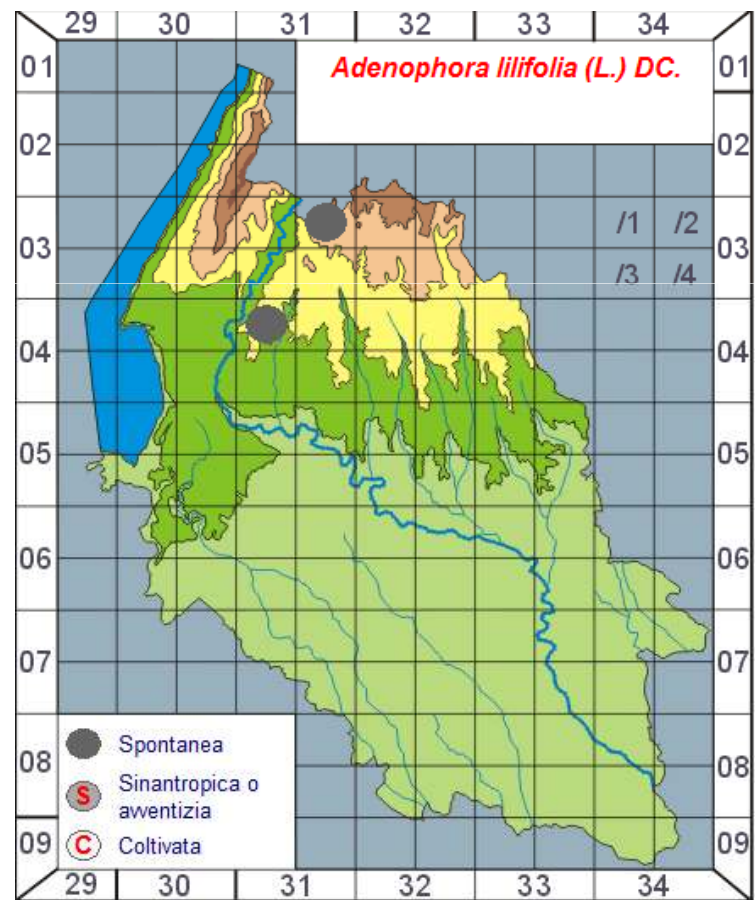 29 30 31 32 33 34
Adenophora lilifolia (L.) DC.
01 01
02 02
/1 /2
03 03
/3 /4
04 04
05 05
06 06
07 07
Spontanea
08 08
S Sinantropica o
avventizia
C Coltivata
09 09
29 30 31 32 33 34